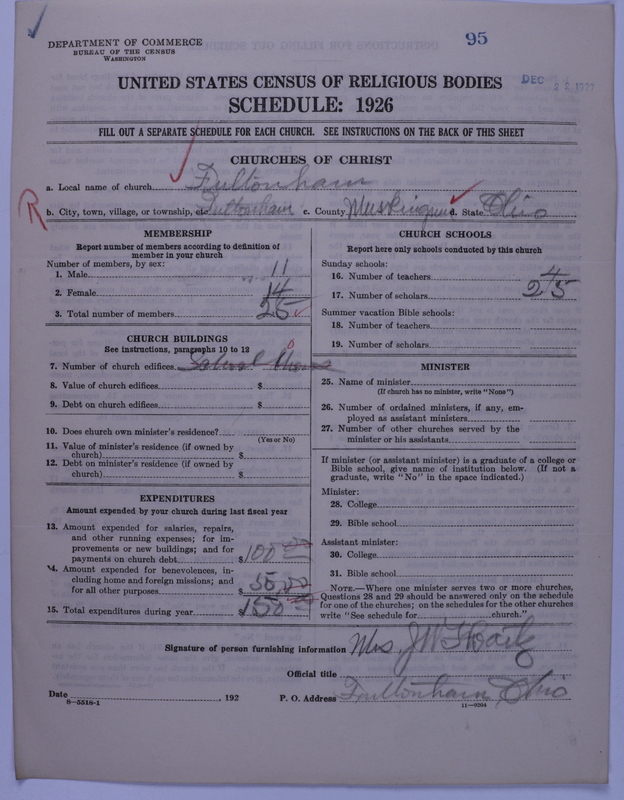 95
DEPARTMENT OF COMMERCE
BUREAU OF THE CENSUS
WASHINGTON
DEC 22 1927
UNITED STATES CENSUS OF RELIGIOUS BODIES
SCHEDULE: 1926
FILL OUT A SEPARATE SCHEDULE FOR EACH CHURCH. SEE INSTRUCTIONS ON THE BACK OF THIS SHEET
CHURCHES OF CHRIST
a. Local name of church Fultonham
R b. City, town, village, or township, etc Fultonham c. County Muskingum d. State Ohio
MEMBERSHIP
Report number of members according to definition of
member in your church
Number of members, by sex:
1. Male 11
2. Female 14
3. Total number of members 25
CHURCH BUILDINGS
See instructions, paragraphs 10 to 12
0
7. Number of church edifices School House
8. Value of church edifices $
9. Debt on church edifices $
10. Does church own minister's residence?
(Yes or No)
11. Value of minister's residence (if owned by
church) $
12. Debt on minister's residence (if owned by
church) $
EXPENDITURES
Amount expended by your church during last fiscal year
13. Amount expended for salaries, repairs,
and other running expenses; for im-
provements or new buildings; and for
payments on church debt $100 00
14. Amount expended for benevolences, in-
cluding home and foreign missions; and
for all other purposes $ 50.00
15. Total expenditures during year $150 00
CHURCH SCHOOLS
Report here only schools conducted by this church
Sunday schools:
16. Number of teachers 4
17. Number of scholars 25
Summer vacation Bible schools:
18. Number of teachers
19. Number of scholars
MINISTER
25. Name of minister
(If church has no minister, write "None")
26. Number of ordained ministers, if any, em-
ployed as assistant ministers
27. Number of other churches served by the
minister or his assistants
If minister (or assistant minister) is a graduate of a college or
Bible school, give name of institution below. (If not a
graduate, write "No" in the space indicated.)
Minister:
28. College
29. Bible school
Assistant minister:
30. College
31. Bible school
NOTE.—Where one minister serves two or more churches,
Questions 28 and 29 should be answered only on the schedule
for one of the churches; on the schedules for the other churches
write "See schedule for church."
Signature of person furnishing information Mrs. J W
Official title
Date , 192 P. O. Address Fultonham Ohio
8—5518-1 11—9204